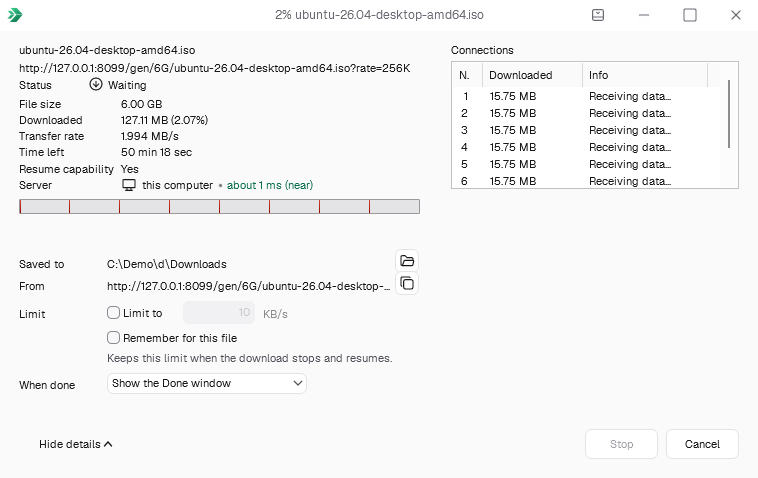 2% ubuntu-26.04-desktop-amd64.iso
ubuntu-26.04-desktop-amd64.iso
http://127.0.0.1:8099/gen/6G/ubuntu-26.04-desktop-amd64.iso?rate=256K
Status Waiting
File size 6.00 GB
Downloaded 127.11 MB (2.07%)
Transfer rate 1.994 MB/s
Time left 50 min 18 sec
Resume capability Yes
Server this computer • about 1 ms (near)
Connections
N. Downloaded Info
1 15.75 MB Receiving data...
2 15.75 MB Receiving data...
3 15.75 MB Receiving data...
4 15.75 MB Receiving data...
5 15.75 MB Receiving data...
6 15.75 MB Receiving data...
Saved to C:\Demo\d\Downloads
From http://127.0.0.1:8099/gen/6G/ubuntu-26.04-desktop-...
Limit Limit to 10 KB/s
Remember for this file
Keeps this limit when the download stops and resumes.
When done Show the Done window
Hide details
Stop Cancel